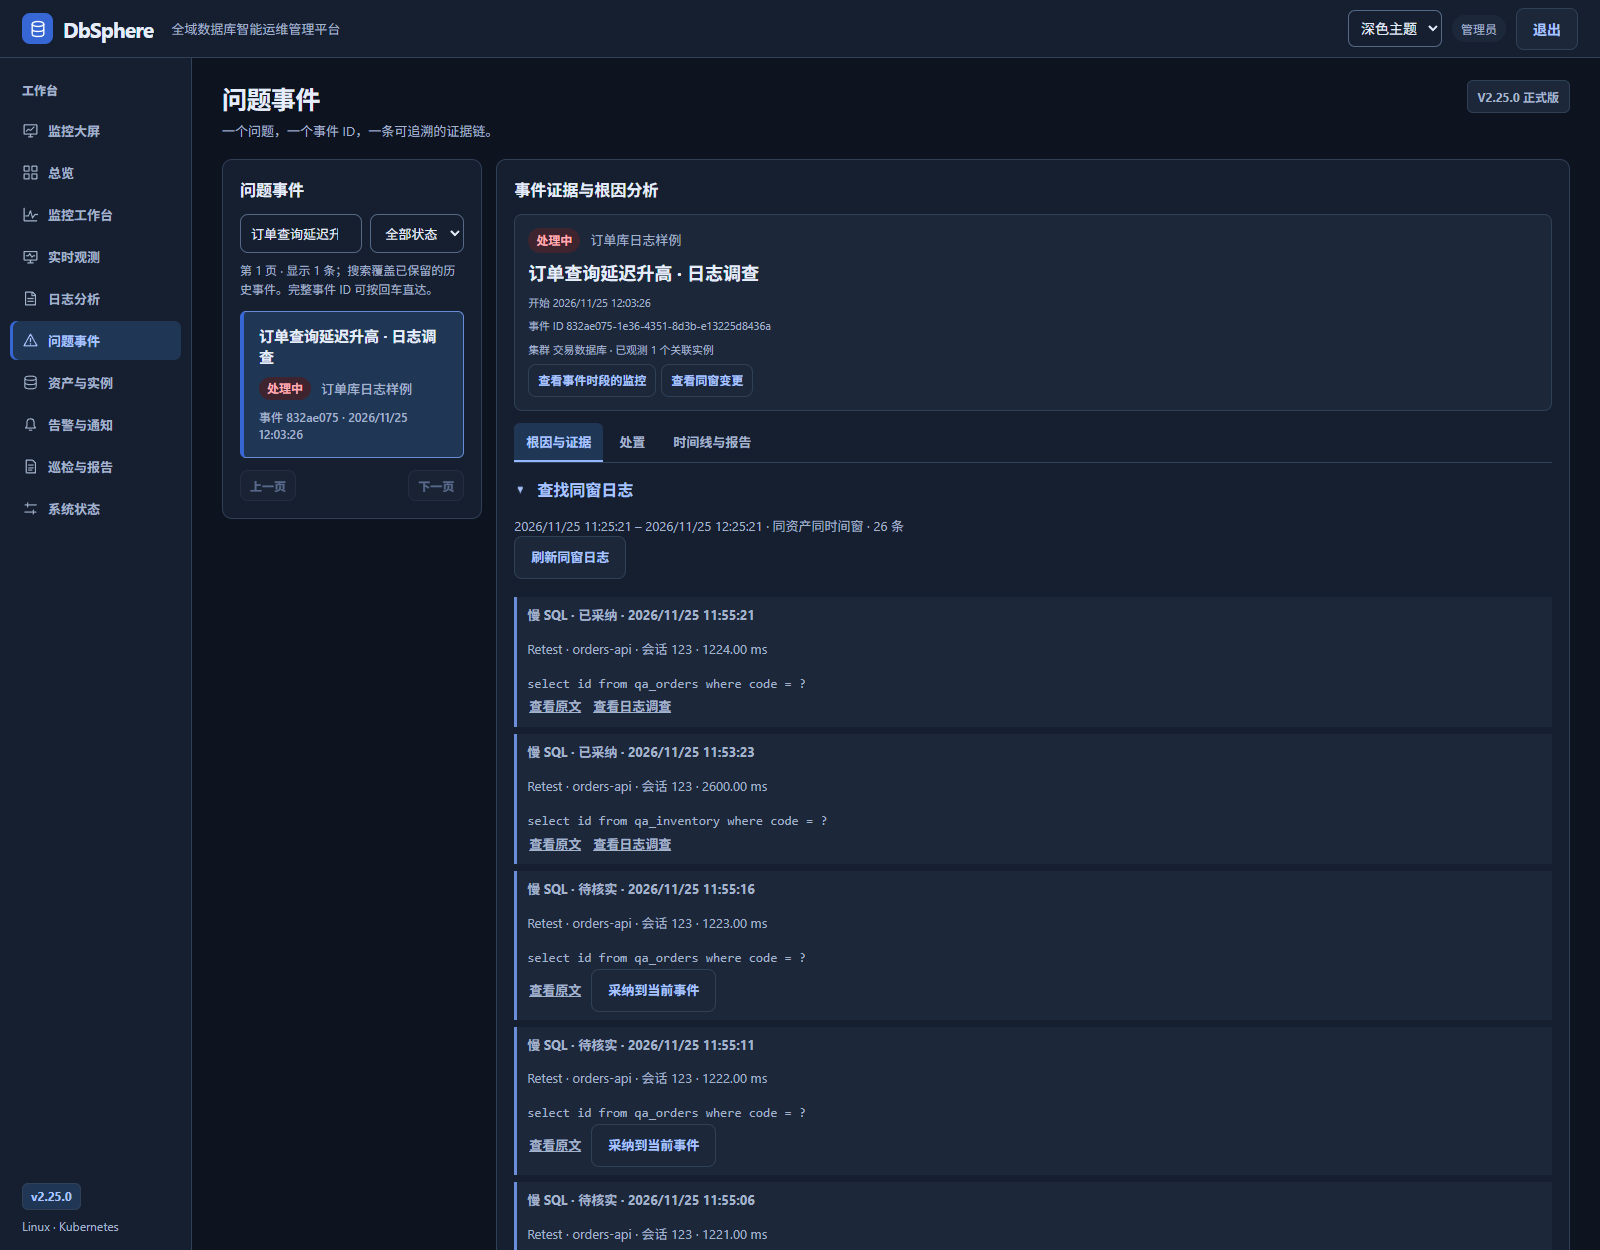 DbSphere
全域数据库智能运维管理平台
深色主题
管理员
退出
工作台
监控大屏
总览
监控工作台
实时观测
日志分析
问题事件
资产与实例
告警与通知
巡检与报告
系统状态
v2.25.0
Linux · Kubernetes
问题事件
一个问题，一个事件 ID，一条可追溯的证据链。
V2.25.0 正式版
问题事件
订单查询延迟升
全部状态
第 1 页 · 显示 1 条；搜索覆盖已保留的历
史事件。完整事件 ID 可按回车直达。
订单查询延迟升高 · 日志调
查
处理中 订单库日志样例
事件 832ae075 · 2026/11/25
12:03:26
上一页
下一页
事件证据与根因分析
处理中 订单库日志样例
订单查询延迟升高 · 日志调查
开始 2026/11/25 12:03:26
事件 ID 832ae075-1e36-4351-8d3b-e13225d8436a
集群 交易数据库 · 已观测 1 个关联实例
查看事件时段的监控
查看同窗变更
根因与证据
处置
时间线与报告
▼ 查找同窗日志
2026/11/25 11:25:21 – 2026/11/25 12:25:21 · 同资产同时间窗 · 26 条
刷新同窗日志
慢 SQL · 已采纳 · 2026/11/25 11:55:21
Retest · orders-api · 会话 123 · 1224.00 ms
select id from qa_orders where code = ?
查看原文 查看日志调查
慢 SQL · 已采纳 · 2026/11/25 11:53:23
Retest · orders-api · 会话 123 · 2600.00 ms
select id from qa_inventory where code = ?
查看原文 查看日志调查
慢 SQL · 待核实 · 2026/11/25 11:55:16
Retest · orders-api · 会话 123 · 1223.00 ms
select id from qa_orders where code = ?
查看原文 采纳到当前事件
慢 SQL · 待核实 · 2026/11/25 11:55:11
Retest · orders-api · 会话 123 · 1222.00 ms
select id from qa_orders where code = ?
查看原文 采纳到当前事件
慢 SQL · 待核实 · 2026/11/25 11:55:06
Retest · orders-api · 会话 123 · 1221.00 ms